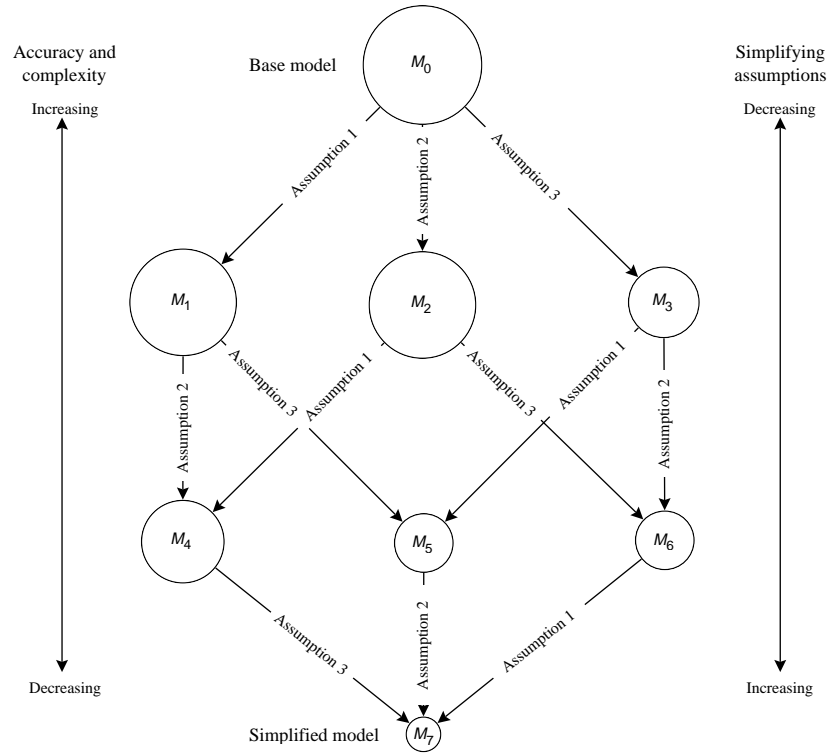 Accuracy and
complexity
Increasing
Base model
M0
Simplifying
assumptions
Decreasing
Assumption 1
Assumption 2
Assumption 3
M1
M2
M3
Assumption 2
Assumption 3
Assumption 1
Assumption 3
Assumption 1
Assumption 2
M4
M5
M6
Assumption 3
Assumption 2
Assumption 1
Decreasing
Simplified model
M7
Increasing